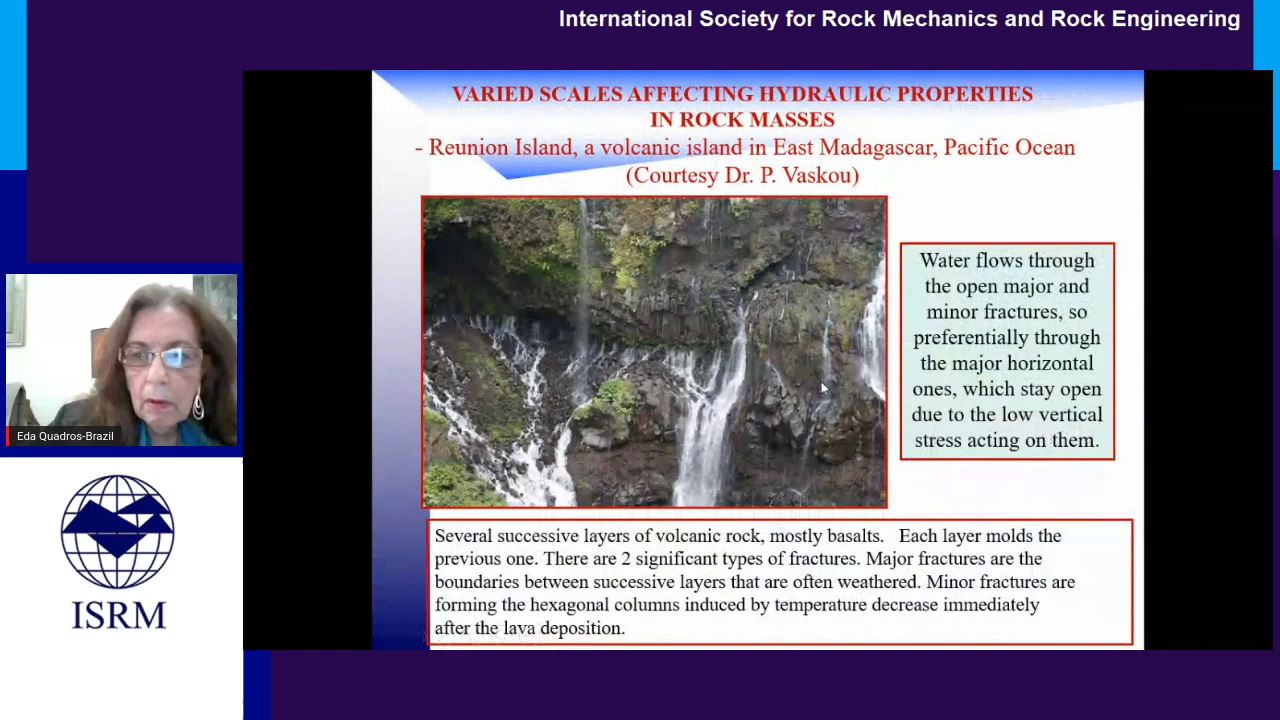 International Society for Rock Mechanics and Rock Engineering
VARIED SCALES AFFECTING HYDRAULIC PROPERTIES
IN ROCK MASSES
- Reunion Island, a volcanic island in East Madagascar, Pacific Ocean
(Courtesy Dr. P. Vaskou)
Water flows through
the open major and
minor fractures, so
preferentially through
the major horizontal
ones, which stay open
due to the low vertical
stress acting on them.
Several successive layers of volcanic rock, mostly basalts. Each layer molds the
previous one. There are 2 significant types of fractures. Major fractures are the
boundaries between successive layers that are often weathered. Minor fractures are
forming the hexagonal columns induced by temperature decrease immediately
after the lava deposition.
Eda Quadros-Brazil
ISRM